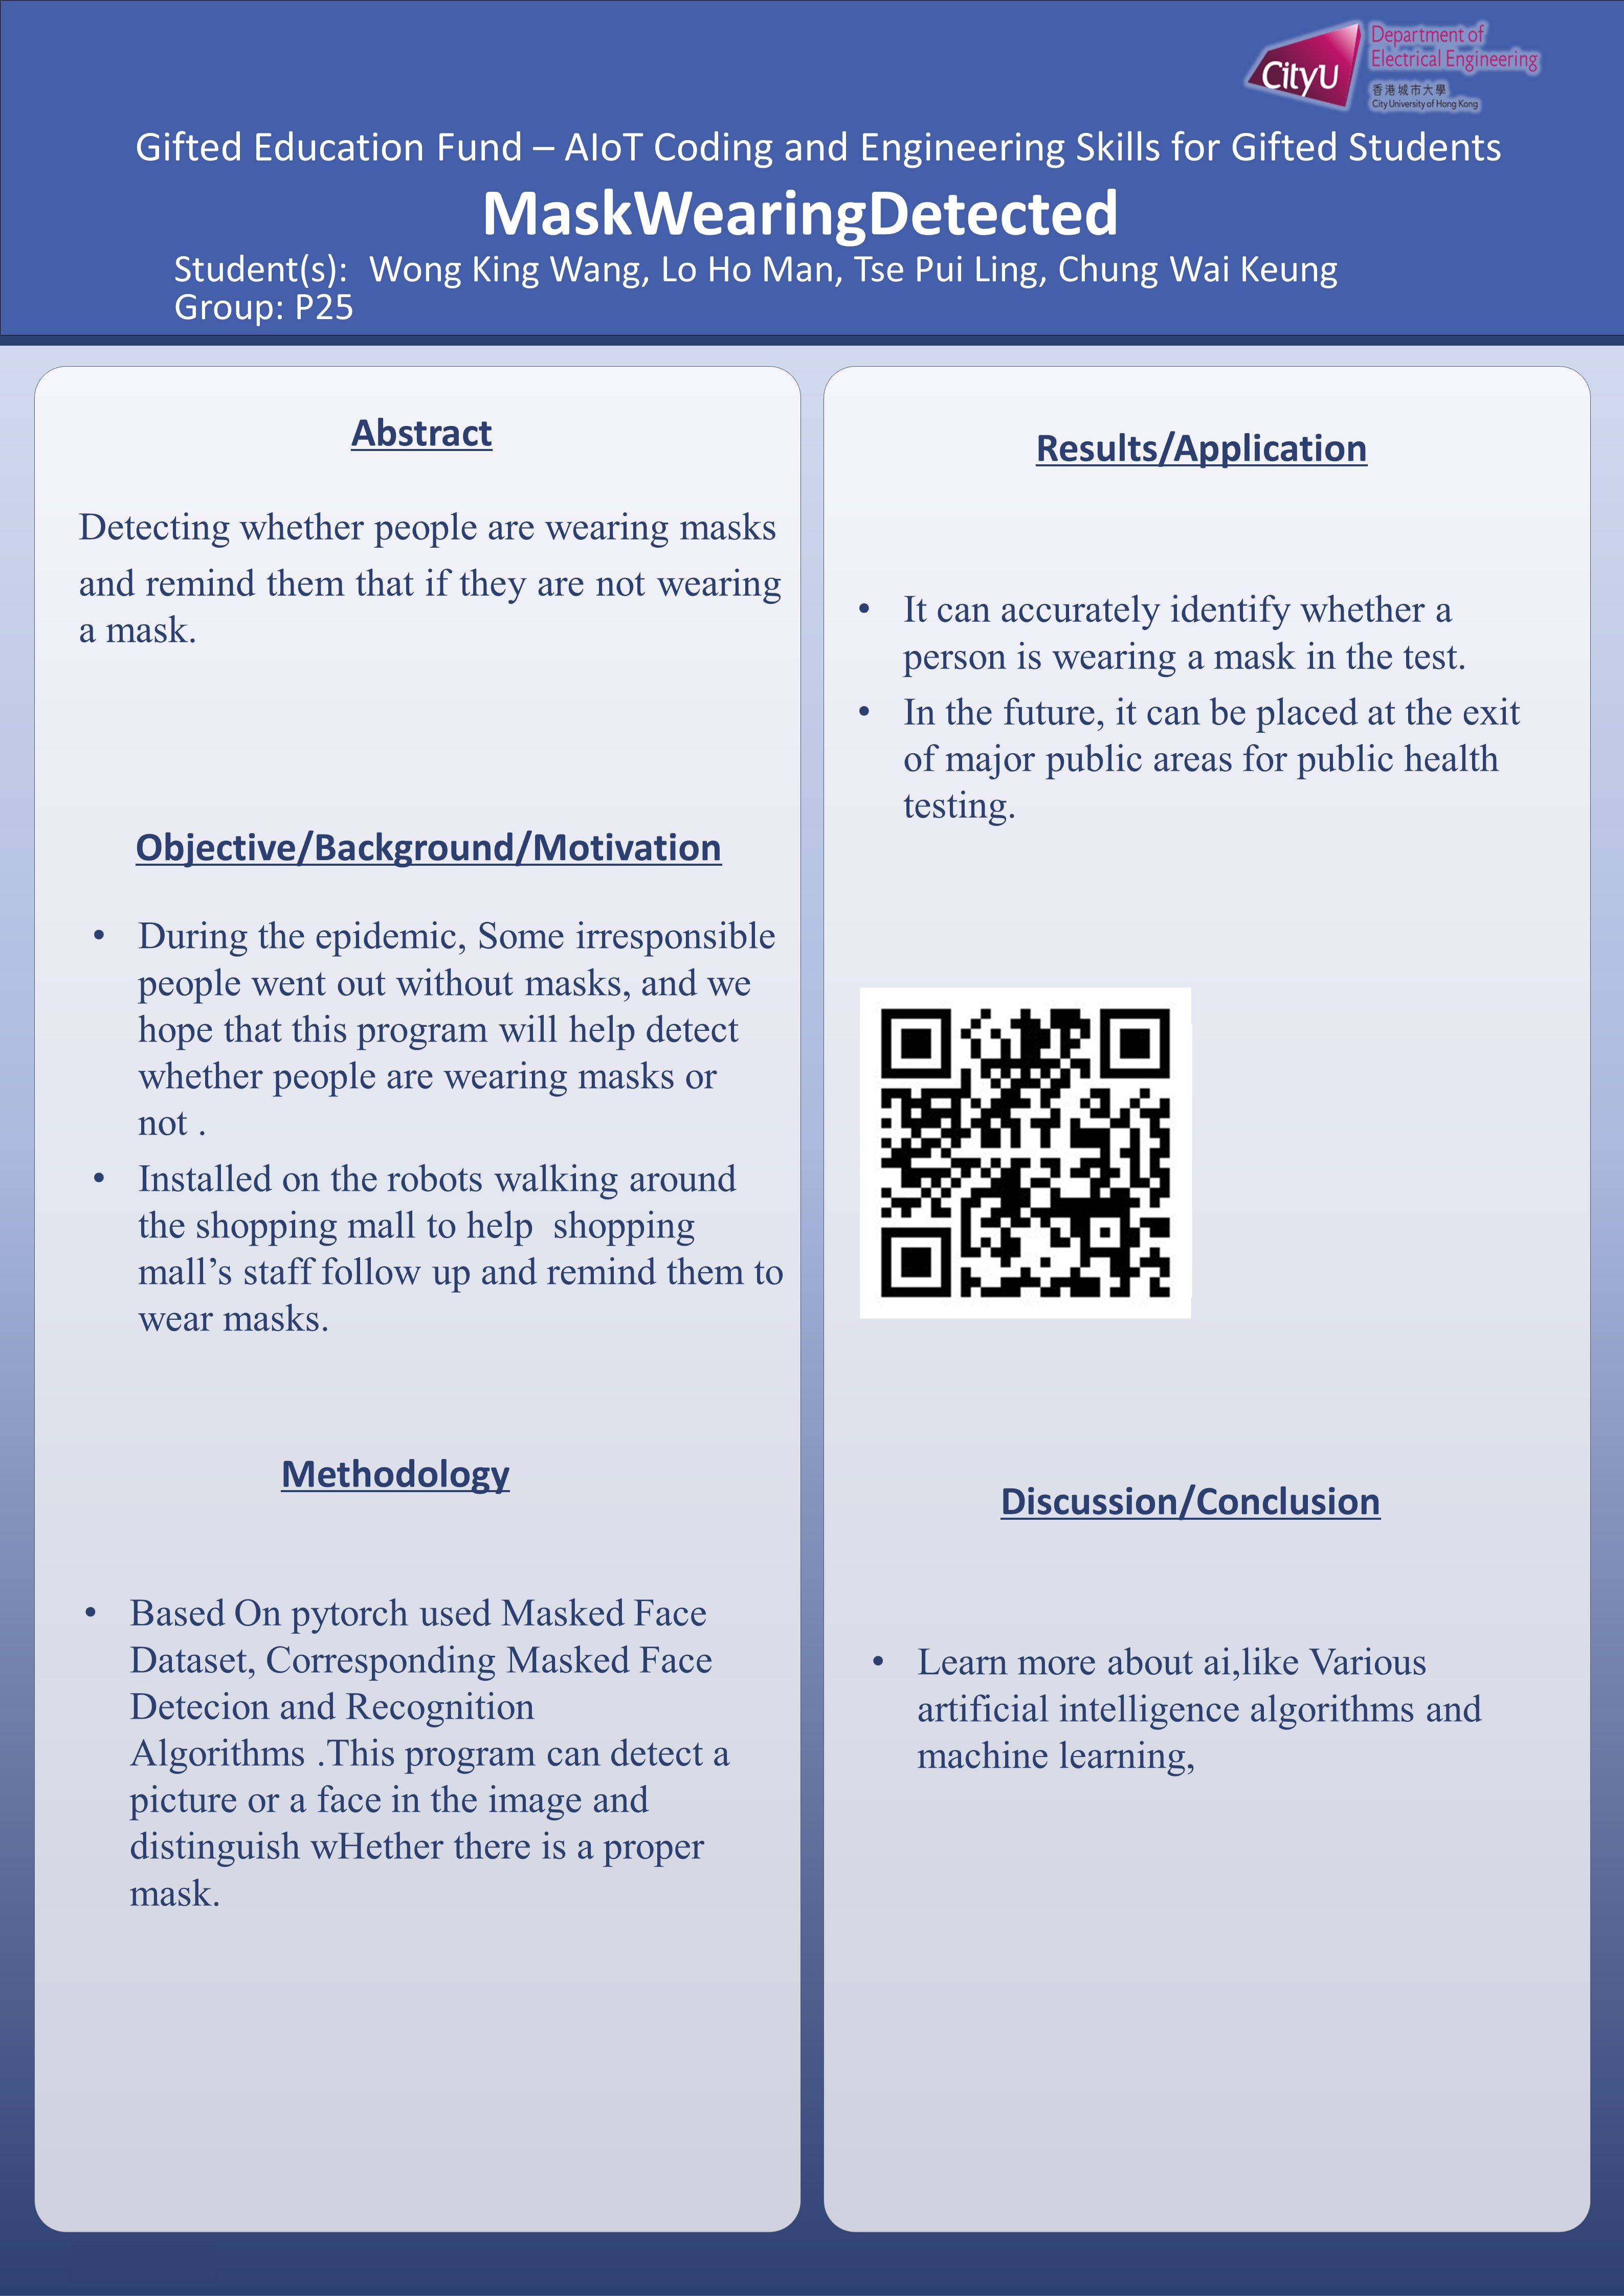 CityU
Department of
Electrical Engineering
香港城市大學
City University of Hong Kong
Gifted Education Fund – AIoT Coding and Engineering Skills for Gifted Students
MaskWearingDetected
Student(s): Wong King Wang, Lo Ho Man, Tse Pui Ling, Chung Wai Keung
Group: P25
Abstract
Detecting whether people are wearing masks
and remind them that if they are not wearing
a mask.
Objective/Background/Motivation
• During the epidemic, Some irresponsible
people went out without masks, and we
hope that this program will help detect
whether people are wearing masks or
not .
• Installed on the robots walking around
the shopping mall to help shopping
mall’s staff follow up and remind them to
wear masks.
Methodology
• Based On pytorch used Masked Face
Dataset, Corresponding Masked Face
Detecion and Recognition
Algorithms .This program can detect a
picture or a face in the image and
distinguish wHether there is a proper
mask.
Results/Application
• It can accurately identify whether a
person is wearing a mask in the test.
• In the future, it can be placed at the exit
of major public areas for public health
testing.
Discussion/Conclusion
• Learn more about ai,like Various
artificial intelligence algorithms and
machine learning,